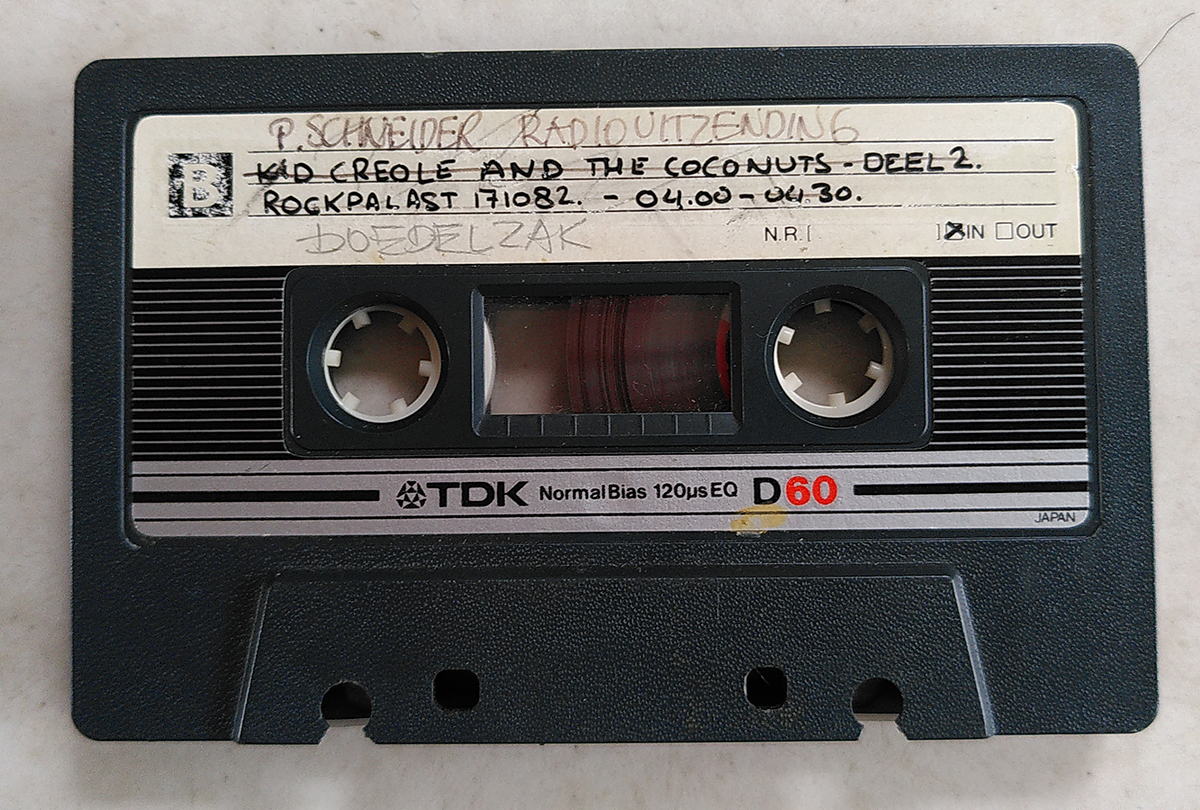 P. SCHNEIDER RADIOUITZENDING
B KID CREOLE AND THE COCONUTS - DEEL 2.
ROCKPALAST 171082. - 04.00 - 04.30.
DOEDELZAK
N.R. IN OUT
TDK Normal Bias 120μs EQ D60
JAPAN